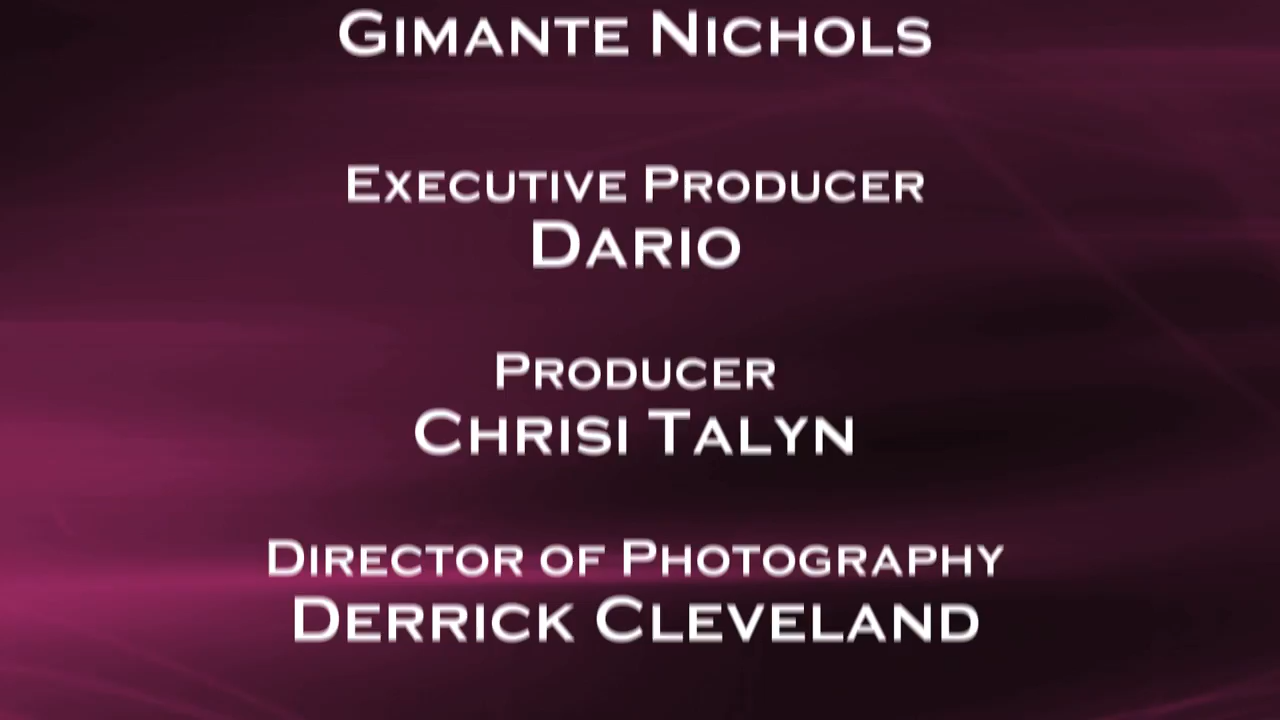 Gimante Nichols
Executive Producer
Dario
Producer
Chrisi Talyn
Director of Photography
Derrick Cleveland